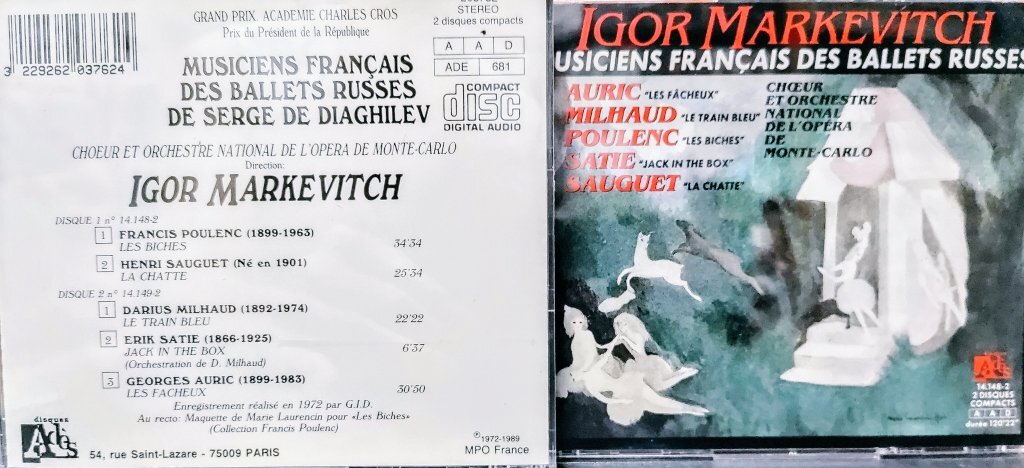 GRAND PRIX. ACADEMIE CHARLES CROS
Prix du Président de la République
STEREO
2 disques compacts
A A D
ADE 681
3 229262 037624
MUSICIENS FRANÇAIS
DES BALLETS RUSSES
DE SERGE DE DIAGHILEV
COMPACT
disc
DIGITAL AUDIO
CHOEUR ET ORCHESTRE NATIONAL DE L'OPERA DE MONTE-CARLO
Direction:
IGOR MARKEVITCH
DISQUE 1 n° 14.148-2
1 FRANCIS POULENC (1899-1963)
LES BICHES 34'34
2 HENRI SAUGUET (Né en 1901)
LA CHATTE 25'34
DISQUE 2 n° 14.149-2
1 DARIUS MILHAUD (1892-1974)
LE TRAIN BLEU 22'22
2 ERIK SATIE (1866-1925)
JACK IN THE BOX 6'37
(Orchestration de D. Milhaud)
3 GEORGES AURIC (1899-1983)
LES FACHEUX 30'50
Enregistrement réalisé en 1972 par G.I.D.
Au recto: Maquette de Marie Laurencin pour «Les Biches»
(Collection Francis Poulenc)
disques
Adès
54, rue Saint-Lazare - 75009 PARIS
℗1972-1989
MPO France
IGOR MARKEVITCH
USICIENS FRANÇAIS DES BALLETS RUSSES
AURIC "LES FÂCHEUX"
MILHAUD "LE TRAIN BLEU"
POULENC "LES BICHES"
SATIE "JACK IN THE BOX"
SAUGUET "LA CHATTE"
CHŒUR
ET ORCHESTRE
NATIONAL
DE L'OPÉRA
DE
MONTE-CARLO
Adès
14.148-2
2 DISQUES
COMPACTS
A A D
durée 120'22"